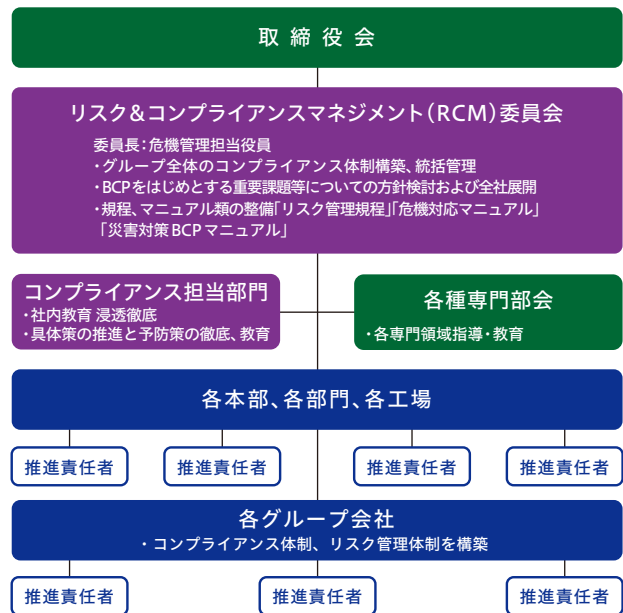 取締役会
リスク&コンプライアンスマネジメント（RCM）委員会
委員長：危機管理担当役員
・グループ全体のコンプライアンス体制構築、統括管理
・BCPをはじめとする重要課題等についての方針検討および全社展開
・規程、マニュアル類の整備「リスク管理規程」「危機対応マニュアル」
「災害対策BCPマニュアル」
コンプライアンス担当部門
・社内教育 浸透徹底
・具体策の推進と予防策の徹底、教育
各種専門部会
・各専門領域指導・教育
各本部、各部門、各工場
推進責任者
推進責任者
推進責任者
推進責任者
各グループ会社
・コンプライアンス体制、リスク管理体制を構築
推進責任者
推進責任者
推進責任者